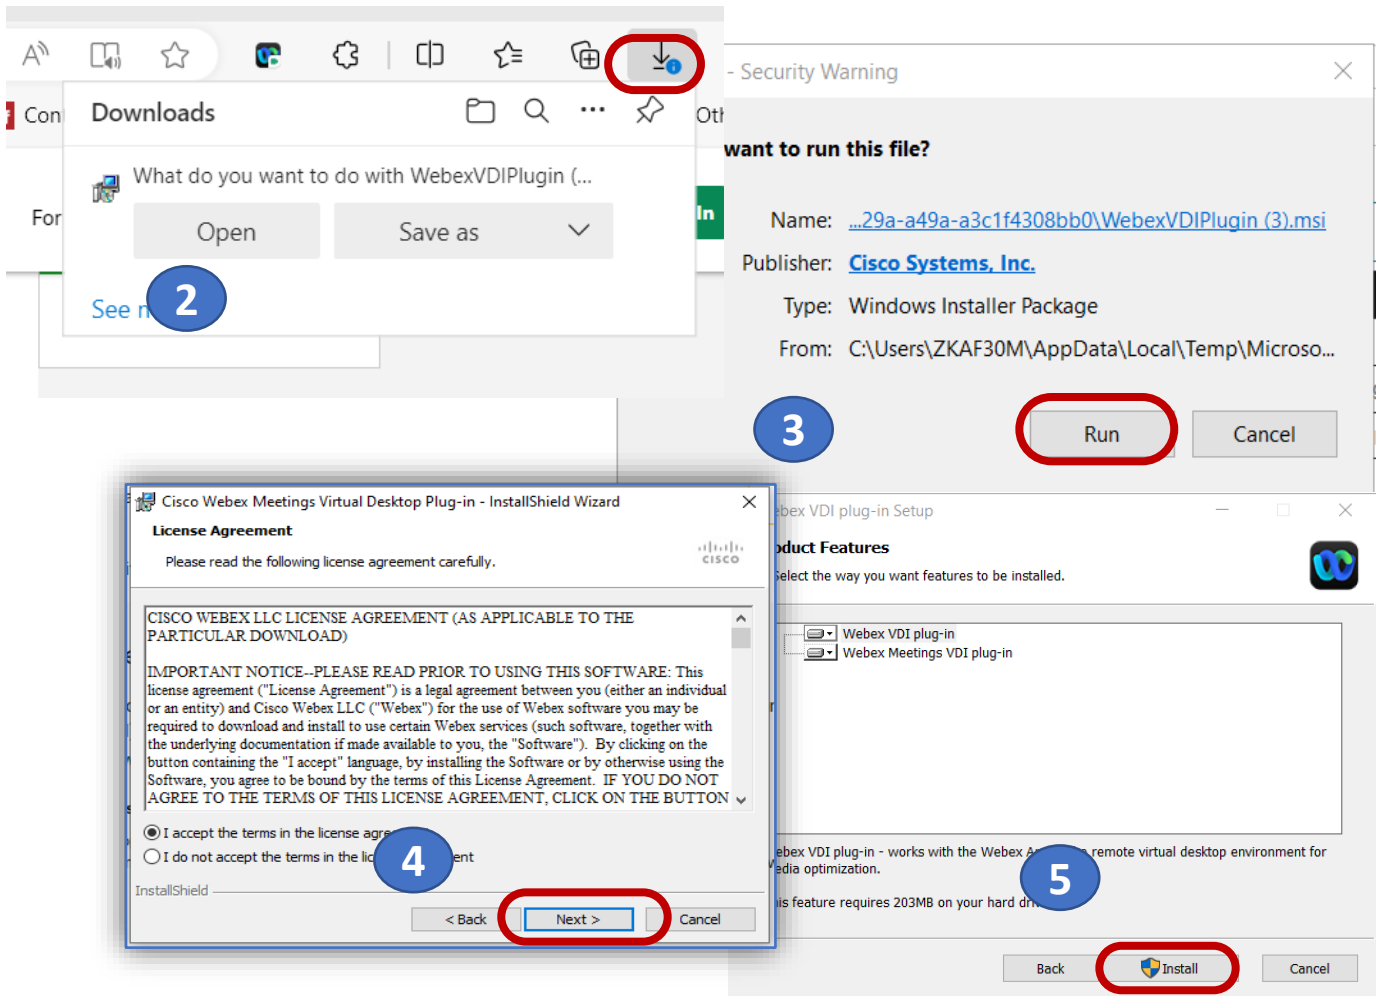 A
Con
Downloads
Oth
What do you want to do with WebexVDIPlugin (...
For
Open
Save as
In
2
See
- Security Warning
want to run this file?
Name: ...29a-a49a-a3c1f4308bb0\WebexVDIPlugin (3).msi
Publisher: Cisco Systems, Inc.
Type: Windows Installer Package
From: C:\Users\ZKAF30M\AppData\Local\Temp\Microso...
3
Run
Cancel
Cisco Webex Meetings Virtual Desktop Plug-in - InstallShield Wizard
License Agreement
Please read the following license agreement carefully.
CISCO
CISCO WEBEX LLC LICENSE AGREEMENT (AS APPLICABLE TO THE
PARTICULAR DOWNLOAD)
IMPORTANT NOTICE--PLEASE READ PRIOR TO USING THIS SOFTWARE: This
license agreement ("License Agreement") is a legal agreement between you (either an individual
or an entity) and Cisco Webex LLC ("Webex") for the use of Webex software you may be
required to download and install to use certain Webex services (such software, together with
the underlying documentation if made available to you, the "Software"). By clicking on the
button containing the "I accept" language, by installing the Software or by otherwise using the
Software, you agree to be bound by the terms of this License Agreement. IF YOU DO NOT
AGREE TO THE TERMS OF THIS LICENSE AGREEMENT, CLICK ON THE BUTTON
I accept the terms in the license agre
I do not accept the terms in the lic ent
4
InstallShield
< Back
Next >
Cancel
ebex VDI plug-in Setup
oduct Features
Select the way you want features to be installed.
Webex VDI plug-in
Webex Meetings VDI plug-in
ebex VDI plug-in - works with the Webex A remote virtual desktop environment for
edia optimization.
5
is feature requires 203MB on your hard dri
Back
Install
Cancel